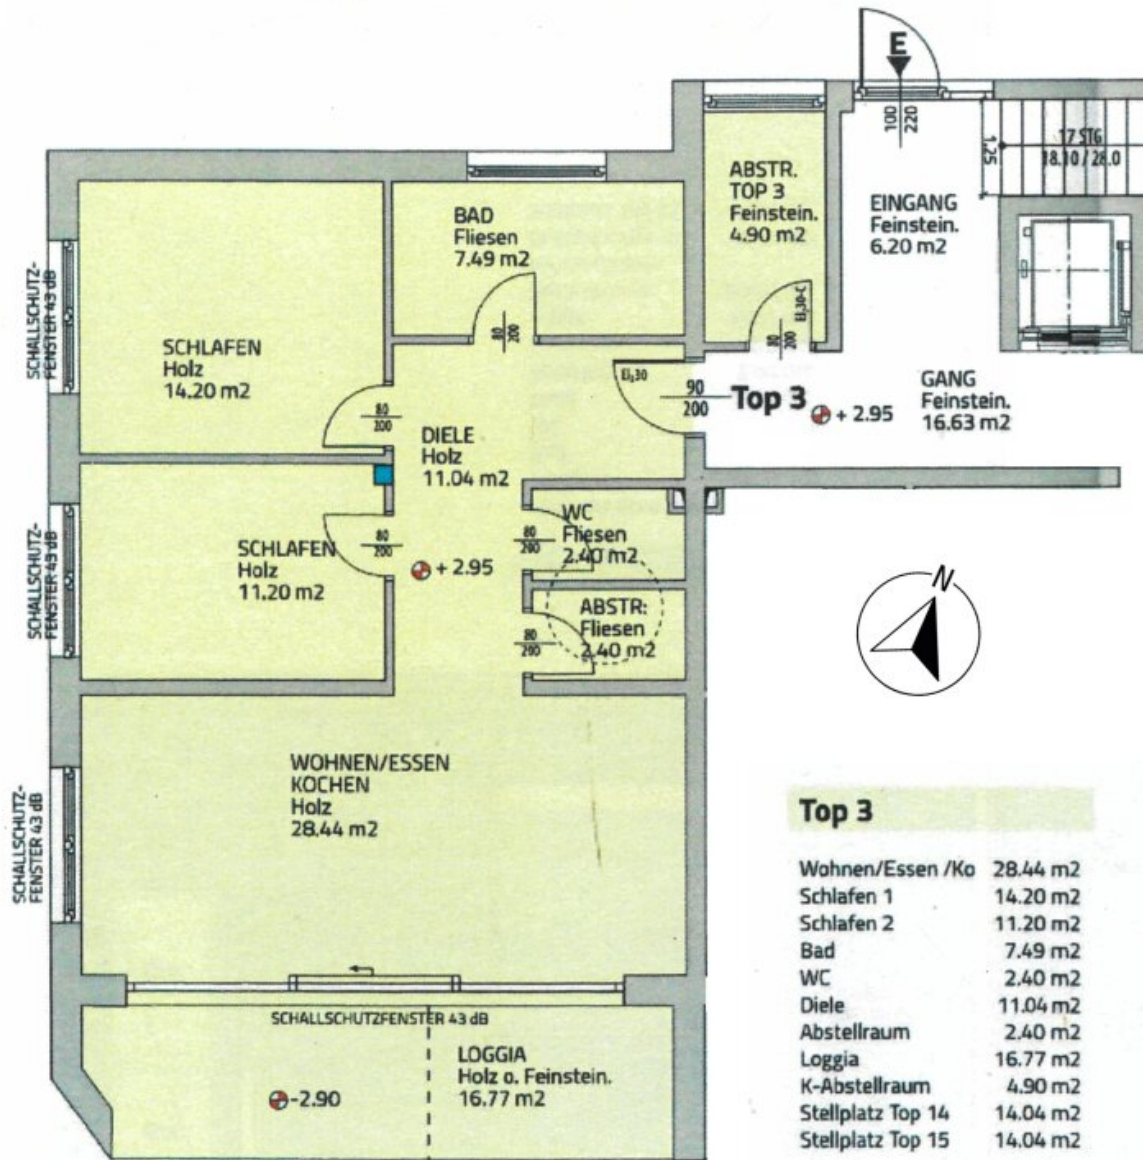 E
100
220
17 STG
18.10 / 28.0
1.25
ABSTR.
TOP 3
Feinstein.
4.90 m2
EINGANG
Feinstein.
6.20 m2
BAD
Fliesen
7.49 m2
SCHALLSCHUTZ-
FENSTER 43 dB
SCHLAFEN
Holz
14.20 m2
80
200
EI₂30-C
80
200
EI₂30
90
200
Top 3
+ 2.95
GANG
Feinstein.
16.63 m2
80
200
DIELE
Holz
11.04 m2
SCHALLSCHUTZ-
FENSTER 43 dB
SCHLAFEN
Holz
11.20 m2
80
200
+ 2.95
WC
Fliesen
2.40 m2
80
200
ABSTR:
Fliesen
2.40 m2
80
200
N
SCHALLSCHUTZ-
FENSTER 43 dB
WOHNEN/ESSEN
KOCHEN
Holz
28.44 m2
SCHALLSCHUTZFENSTER 43 dB
LOGGIA
Holz o. Feinstein.
16.77 m2
-2.90
Top 3
Wohnen/Essen /Ko 28.44 m2
Schlafen 1 14.20 m2
Schlafen 2 11.20 m2
Bad 7.49 m2
WC 2.40 m2
Diele 11.04 m2
Abstellraum 2.40 m2
Loggia 16.77 m2
K-Abstellraum 4.90 m2
Stellplatz Top 14 14.04 m2
Stellplatz Top 15 14.04 m2